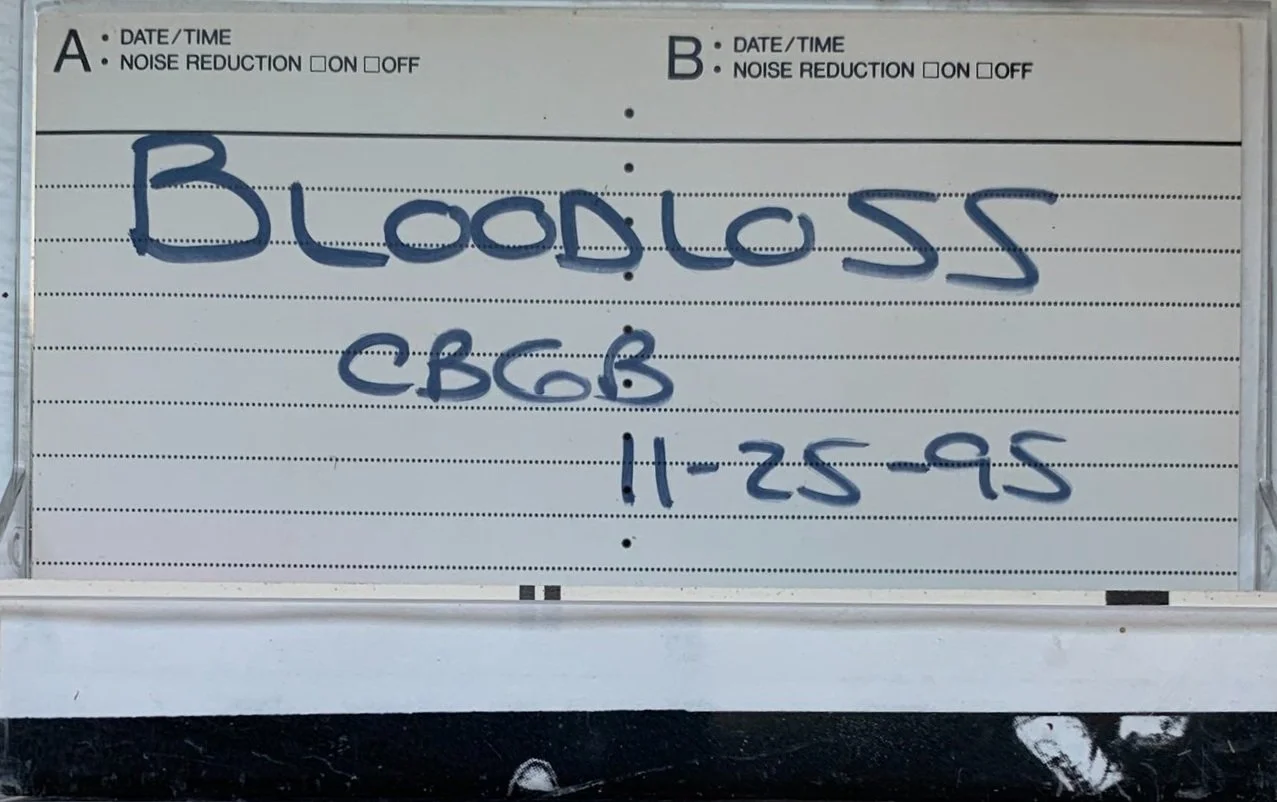 A • DATE/TIME
• NOISE REDUCTION □ON □OFF
B • DATE/TIME
• NOISE REDUCTION □ON □OFF
BLOODLOSS
CBGB
11-25-95